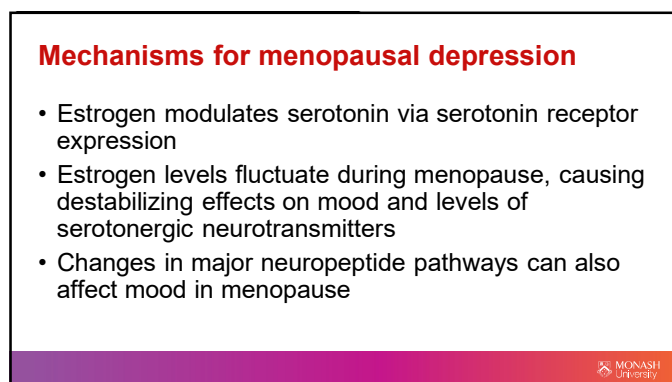 Mechanisms for menopausal depression
• Estrogen modulates serotonin via serotonin receptor
expression
• Estrogen levels fluctuate during menopause, causing
destabilizing effects on mood and levels of
serotonergic neurotransmitters
• Changes in major neuropeptide pathways can also
affect mood in menopause
MONASH
University